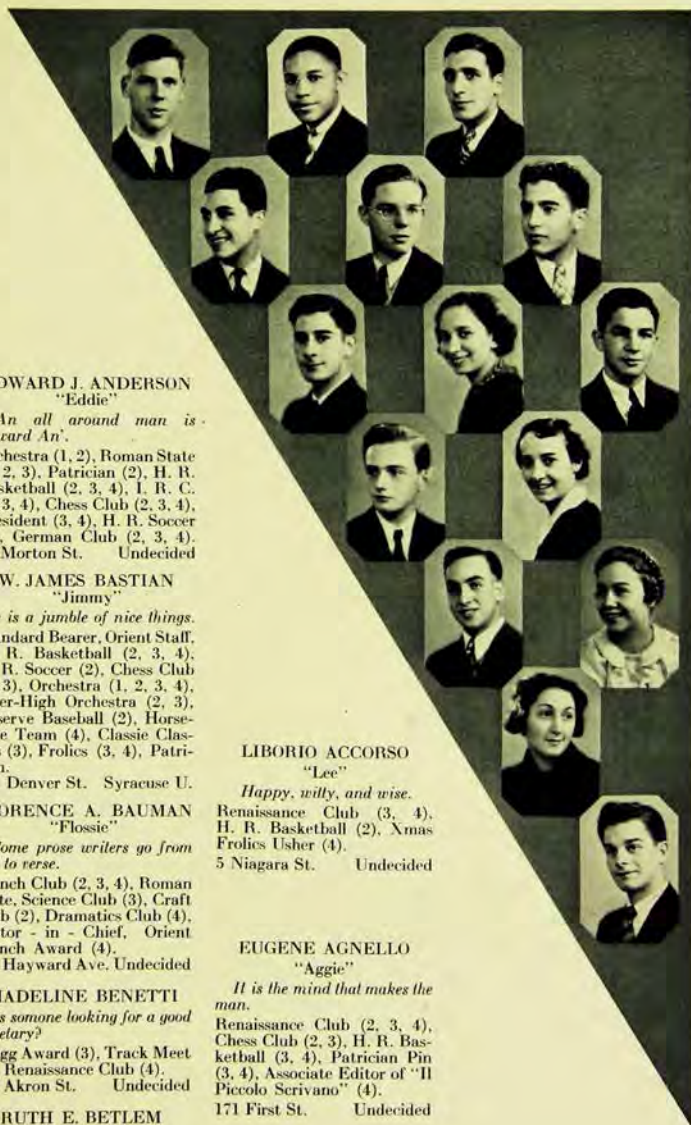 DWARD J. ANDERSON
"Eddie"
An all around man is
ward An'.
chestra (1, 2), Roman State
2, 3), Patrician (2), H. R.
sketball (2, 3, 4), I. R. C.
3, 4), Chess Club (2, 3, 4),
esident (3, 4), H. R. Soccer
, German Club (2, 3, 4).
Morton St. Undecided
W. JAMES BASTIAN
"Jimmy"
is a jumble of nice things.
ndard Bearer, Orient Staff,
R. Basketball (2, 3, 4),
R. Soccer (2), Chess Club
3), Orchestra (1, 2, 3, 4),
er-High Orchestra (2, 3),
serve Baseball (2), Horse-
e Team (4), Classie Clas-
(3), Frolics (3, 4), Patri-
n.
Denver St. Syracuse U.
ORENCE A. BAUMAN
"Flossie"
ome prose writers go from
to verse.
nch Club (2, 3, 4), Roman
te, Science Club (3), Craft
b (2), Dramatics Club (4),
tor - in - Chief, Orient
nch Award (4).
Hayward Ave. Undecided
ADELINE BENETTI
s somone looking for a good
etary?
gg Award (3), Track Meet
Renaissance Club (4).
Akron St. Undecided
RUTH E. BETLEM
LIBORIO ACCORSO
"Lee"
Happy, witty, and wise.
Renaissance Club (3, 4),
H. R. Basketball (2), Xmas
Frolics Usher (4).
5 Niagara St. Undecided
EUGENE AGNELLO
"Aggie"
It is the mind that makes the
man.
Renaissance Club (2, 3, 4),
Chess Club (2, 3), H. R. Bas-
ketball (3, 4), Patrician Pin
(3, 4), Associate Editor of "Il
Piccolo Scrivano" (4).
171 First St. Undecided